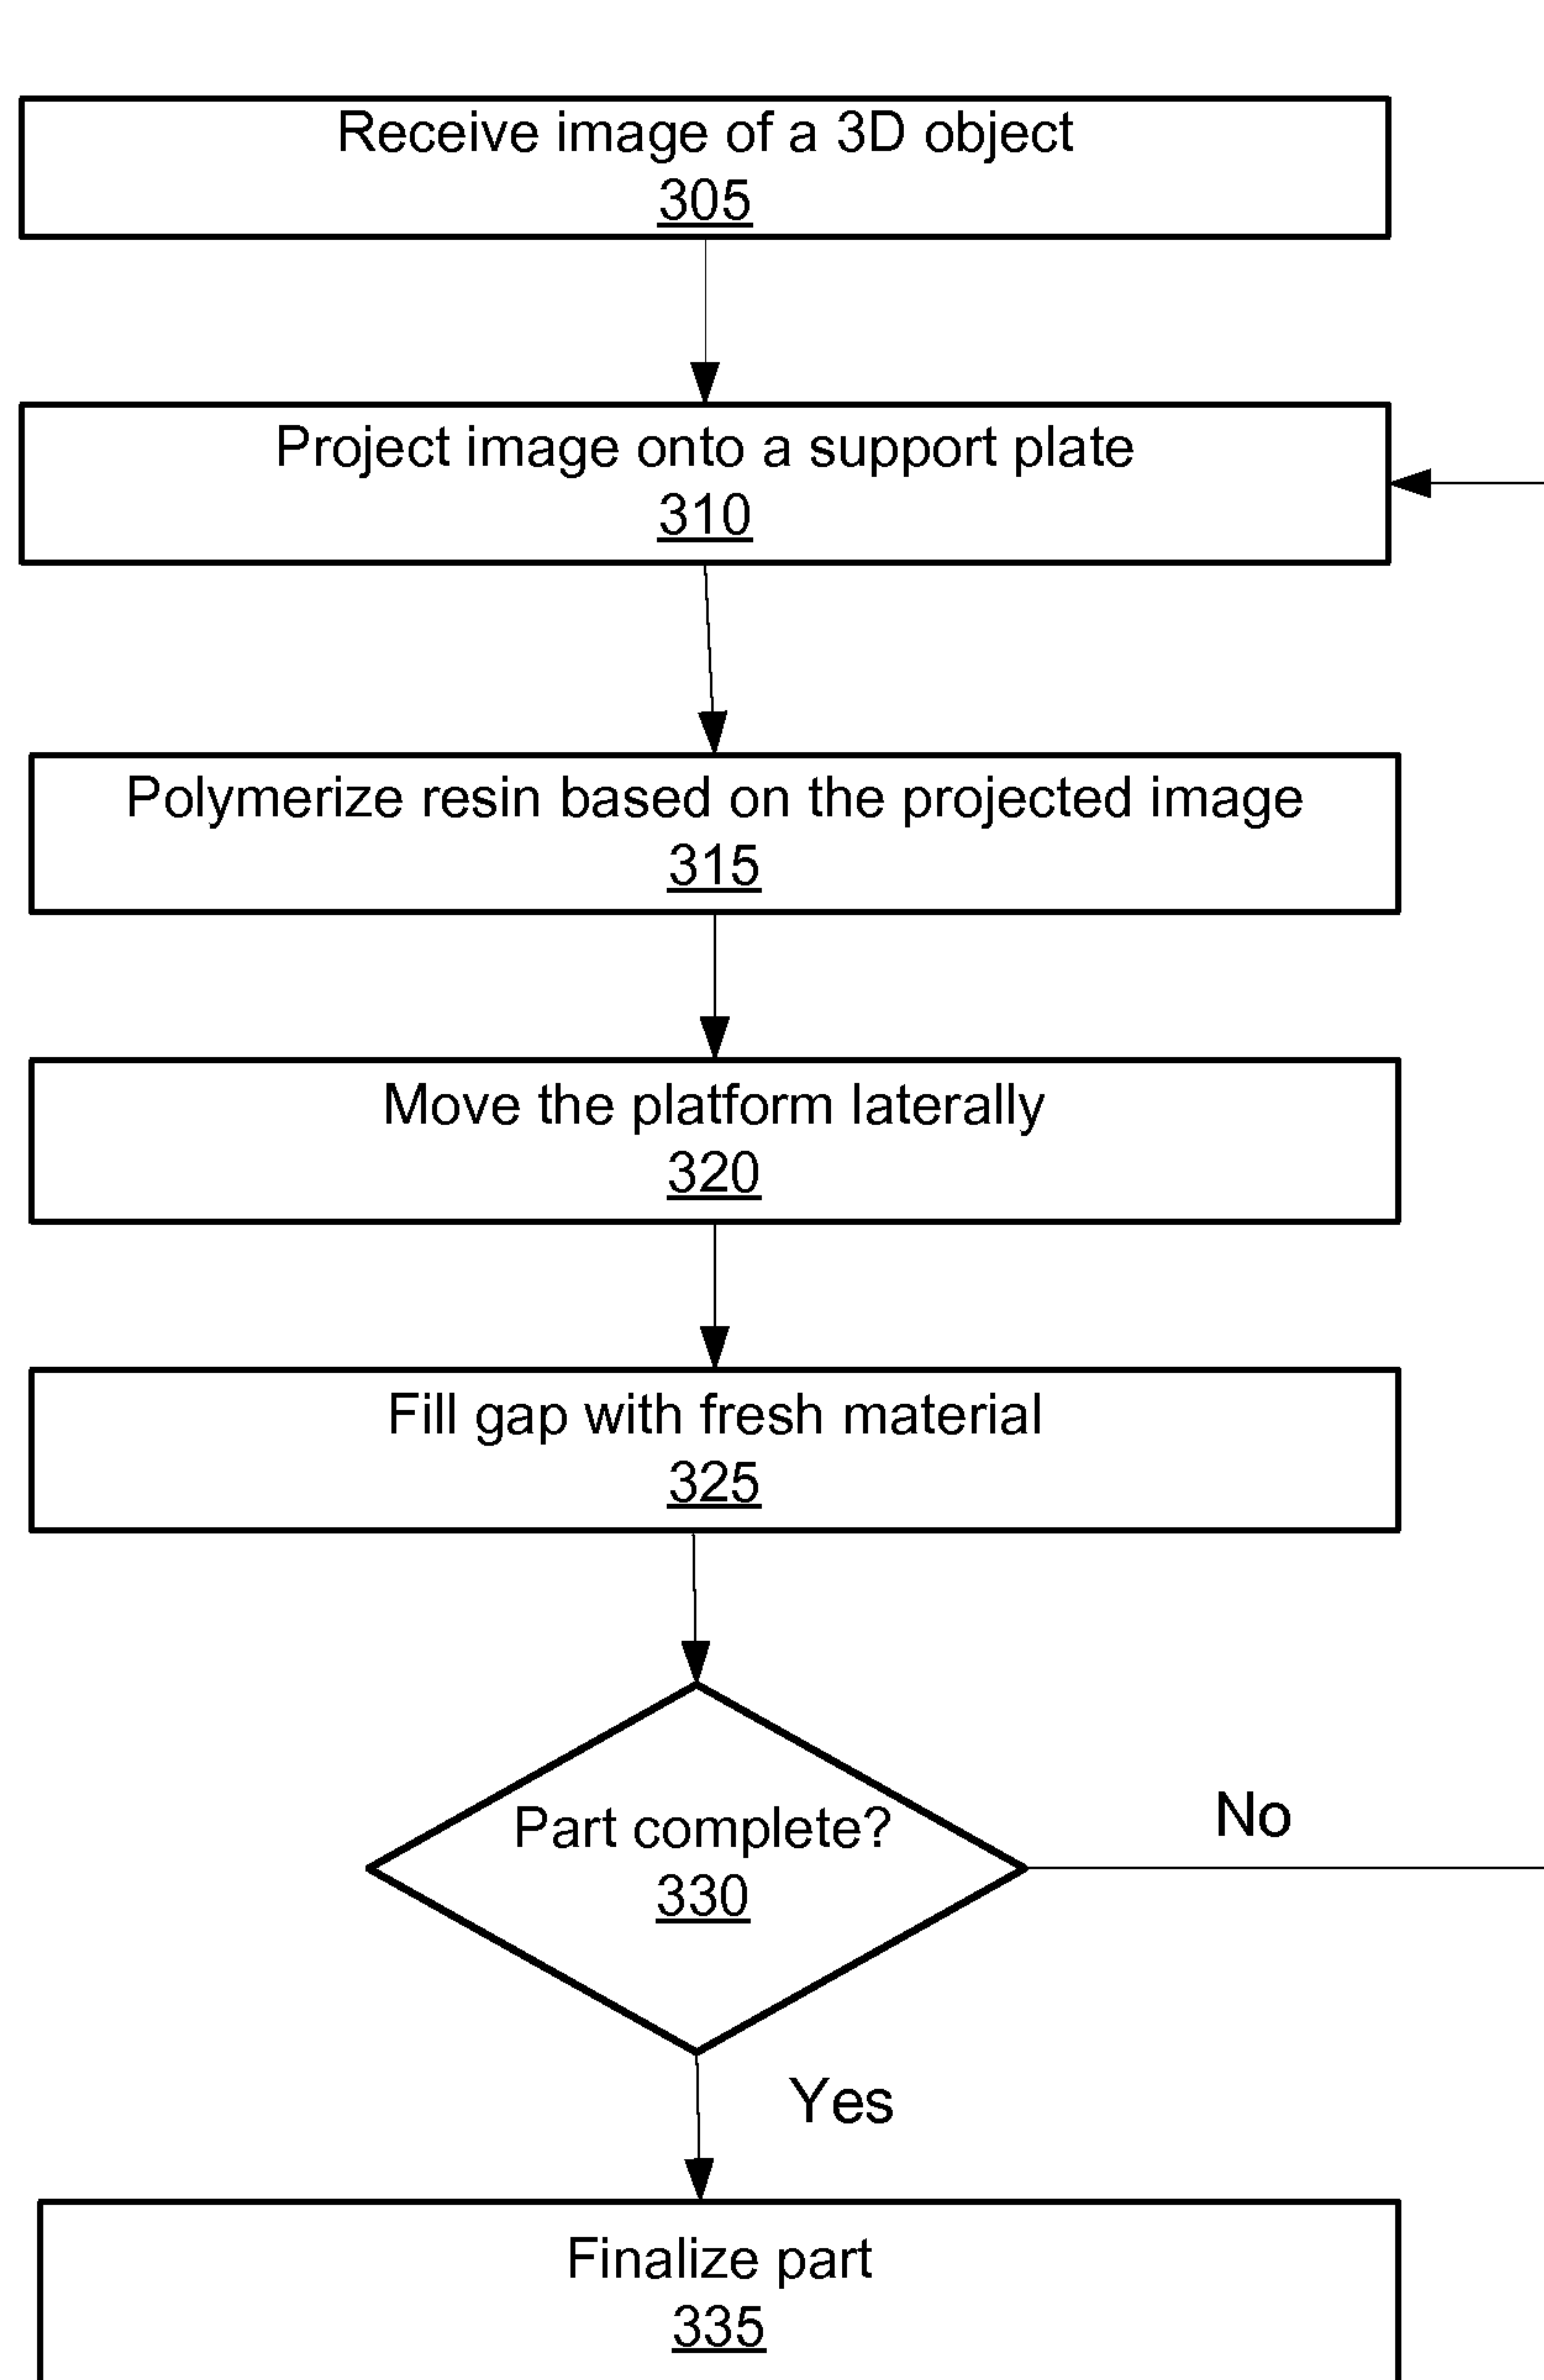 Receive image of a 3D object
305
Project image onto a support plate
310
Polymerize resin based on the projected image
315
Move the platform laterally
320
Fill gap with fresh material
325
Part complete?
330
No
Yes
Finalize part
335